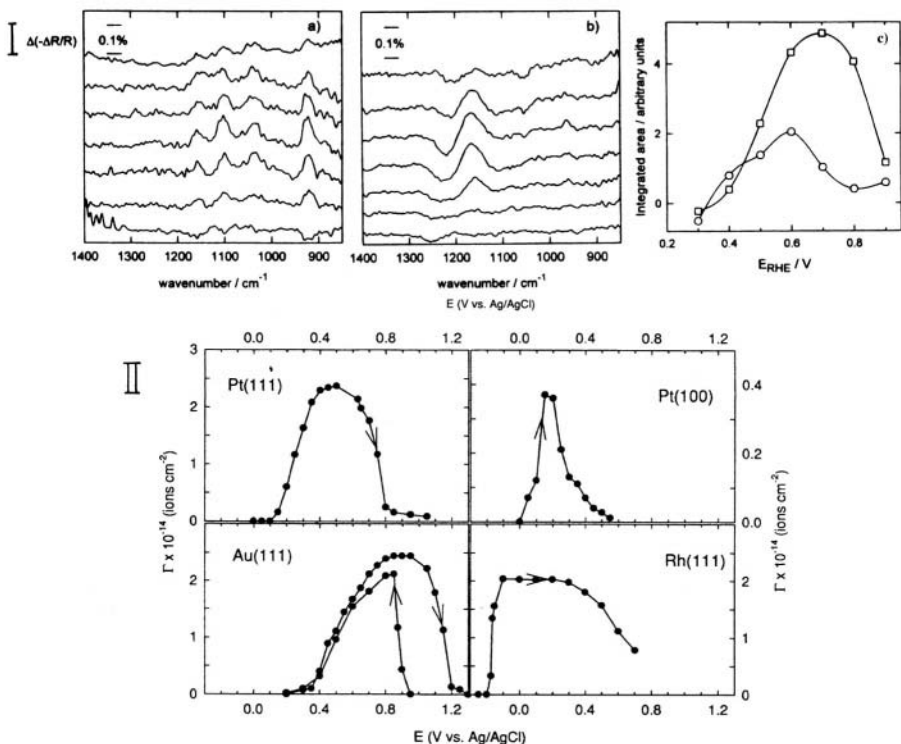 I
Δ(-ΔR/R)
0.1%
a)
1400 1300 1200 1100 1000 900
wavenumber / cm⁻¹
0.1%
b)
1400 1300 1200 1100 1000 900
wavenumber / cm⁻¹
c)
Integrated area / arbitrary units
4
2
0
0.2 0.4 0.6 0.8 1.0
E_RHE / V
E (V vs. Ag/AgCl)
II
0.0 0.4 0.8 1.2 0.0 0.4 0.8 1.2
Pt(111)
3
2
1
0
Pt(100)
0.4
0.2
0.0
Γ x 10⁻¹⁴ (ions cm⁻²)
Γ x 10⁻¹⁴ (ions cm⁻²)
Au(111)
2
1
0
Rh(111)
2
1
0
0.0 0.4 0.8 1.2 0.0 0.4 0.8 1.2
E (V vs. Ag/AgCl)